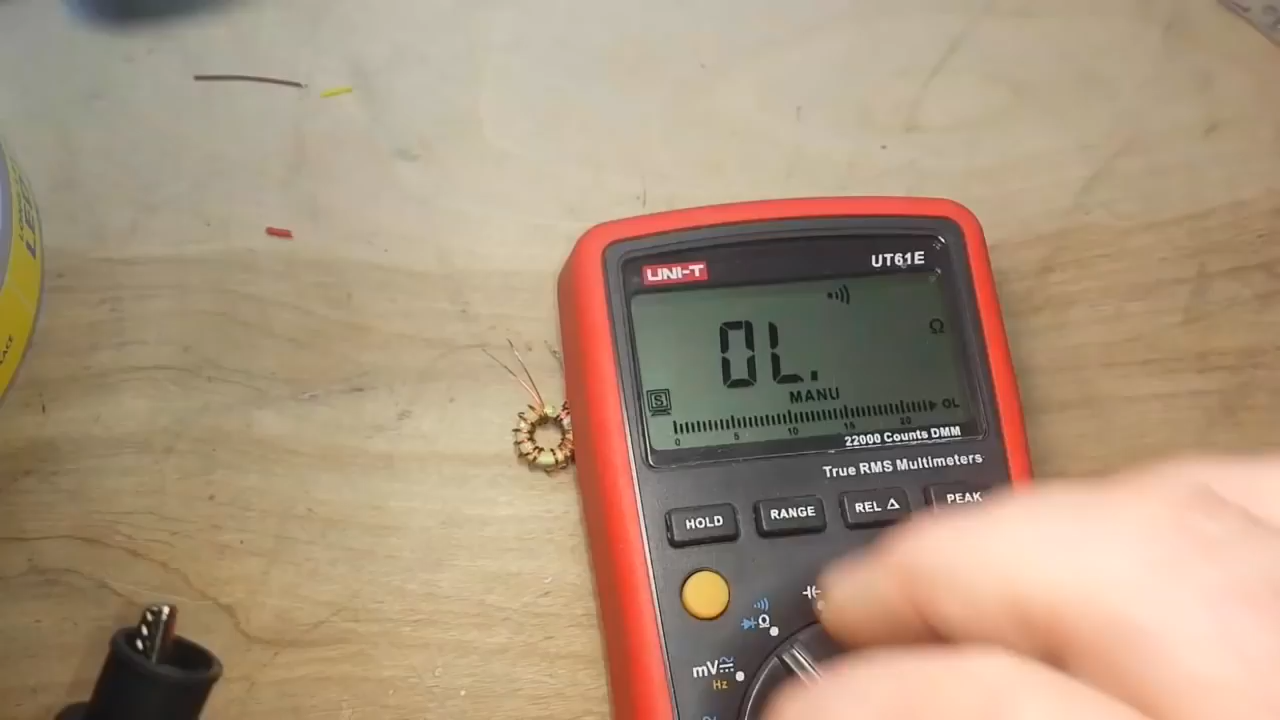 UNI-T
UT61E
Ω
OL.
S
MANU
OL
0 5 10 15 20
22000 Counts DMM
True RMS Multimeters
HOLD
RANGE
REL Δ
PEAK
Ω
mV
Hz